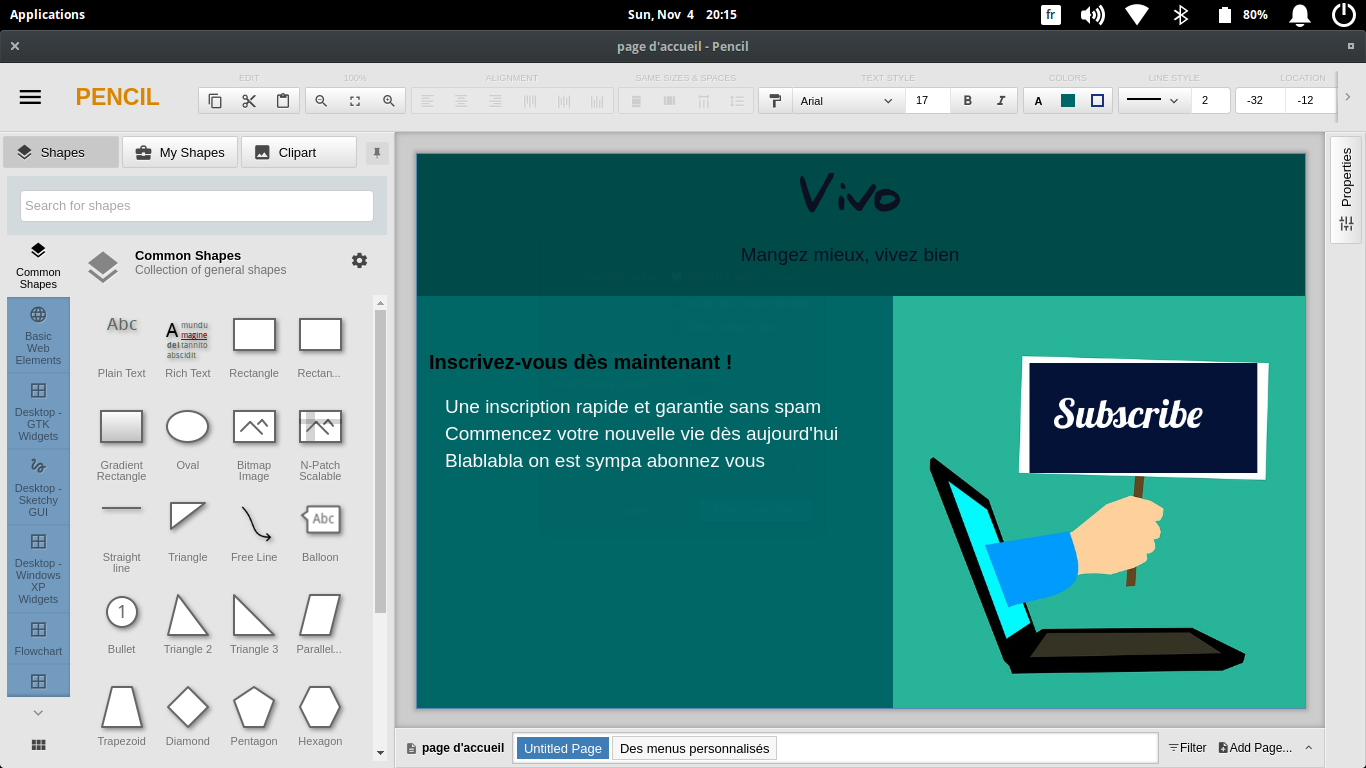 Applications
Sun, Nov 4 20:15
fr
80%
page d'accueil - Pencil
PENCIL
EDIT
100%
ALIGNMENT
SAME SIZES & SPACES
TEXT STYLE
COLORS
LINE STYLE
LOCATION
Arial
17
B
I
A
2
-32
-12
Shapes
My Shapes
Clipart
Search for shapes
Common
Shapes
Basic
Web
Elements
Desktop -
GTK
Widgets
Desktop -
Sketchy
GUI
Desktop -
Windows
XP
Widgets
Flowchart
Common Shapes
Collection of general shapes
Abc
A mundu
magine
del tannito
abscidit
Plain Text
Rich Text
Rectangle
Rectan...
Gradient
Rectangle
Oval
Bitmap
Image
N-Patch
Scalable
Abc
Straight
line
Triangle
Free Line
Balloon
1
Bullet
Triangle 2
Triangle 3
Parallel...
Trapezoid
Diamond
Pentagon
Hexagon
Vivo
Mangez mieux, vivez bien
Inscrivez-vous dès maintenant !
Une inscription rapide et garantie sans spam
Commencez votre nouvelle vie dès aujourd'hui
Blablabla on est sympa abonnez vous
Subscribe
Properties
page d'accueil
Untitled Page
Des menus personnalisés
Filter
Add Page...